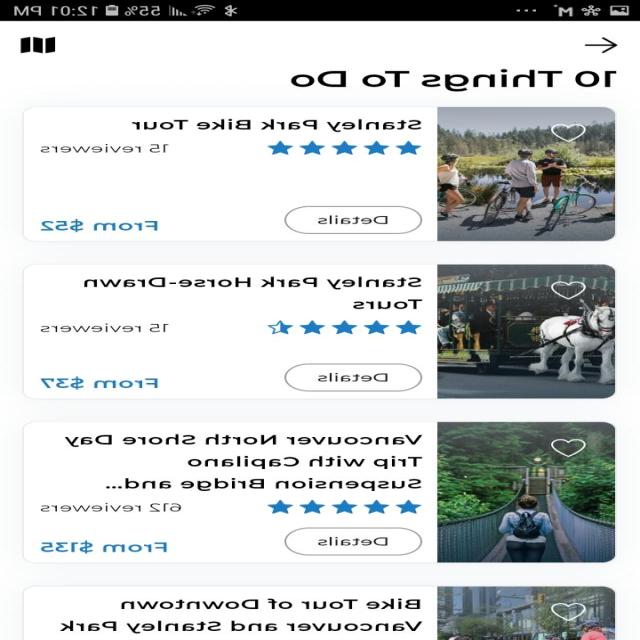 55% 12:01 PM
10 Things To Do
Stanley Park Bike Tour
15 reviewers
Details
From $52
Stanley Park Horse-Drawn
Tours
15 reviewers
Details
From $37
Vancouver North Shore Day
Trip with Capilano
Suspension Bridge and...
612 reviewers
Details
From $135
Bike Tour of Downtown
Vancouver and Stanley Park